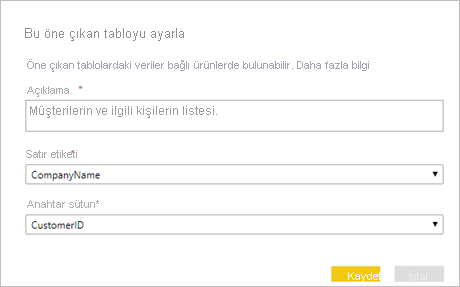 Bu öne çıkan tabloyu ayarla
Öne çıkan tablolardaki veriler bağlı ürünlerde bulunabilir. Daha fazla bilgi
Açıklama *
Müşterilerin ve ilgili kişilerin listesi.
Satır etiketi*
CompanyName
Anahtar sütun*
CustomerID
Kaydet İptal